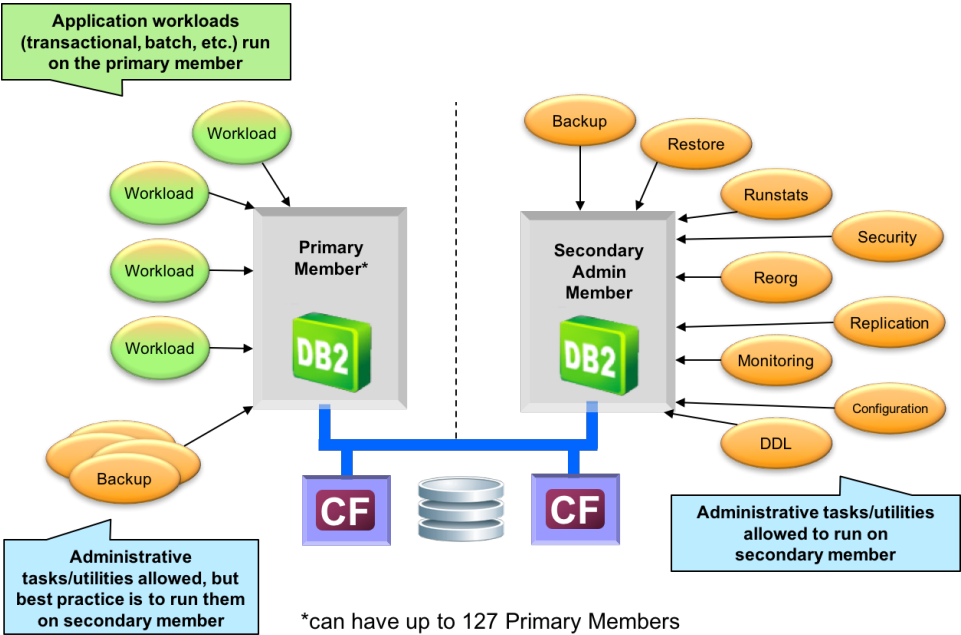 Application workloads
(transactional, batch, etc.) run
on the primary member
Workload
Workload
Workload
Workload
Primary
Member*
DB2
Backup
Administrative
tasks/utilities allowed, but
best practice is to run them
on secondary member
Backup
Restore
Runstats
Security
Reorg
Replication
Monitoring
Configuration
DDL
Secondary
Admin
Member
DB2
CF
CF
Administrative tasks/utilities
allowed to run on
secondary member
*can have up to 127 Primary Members